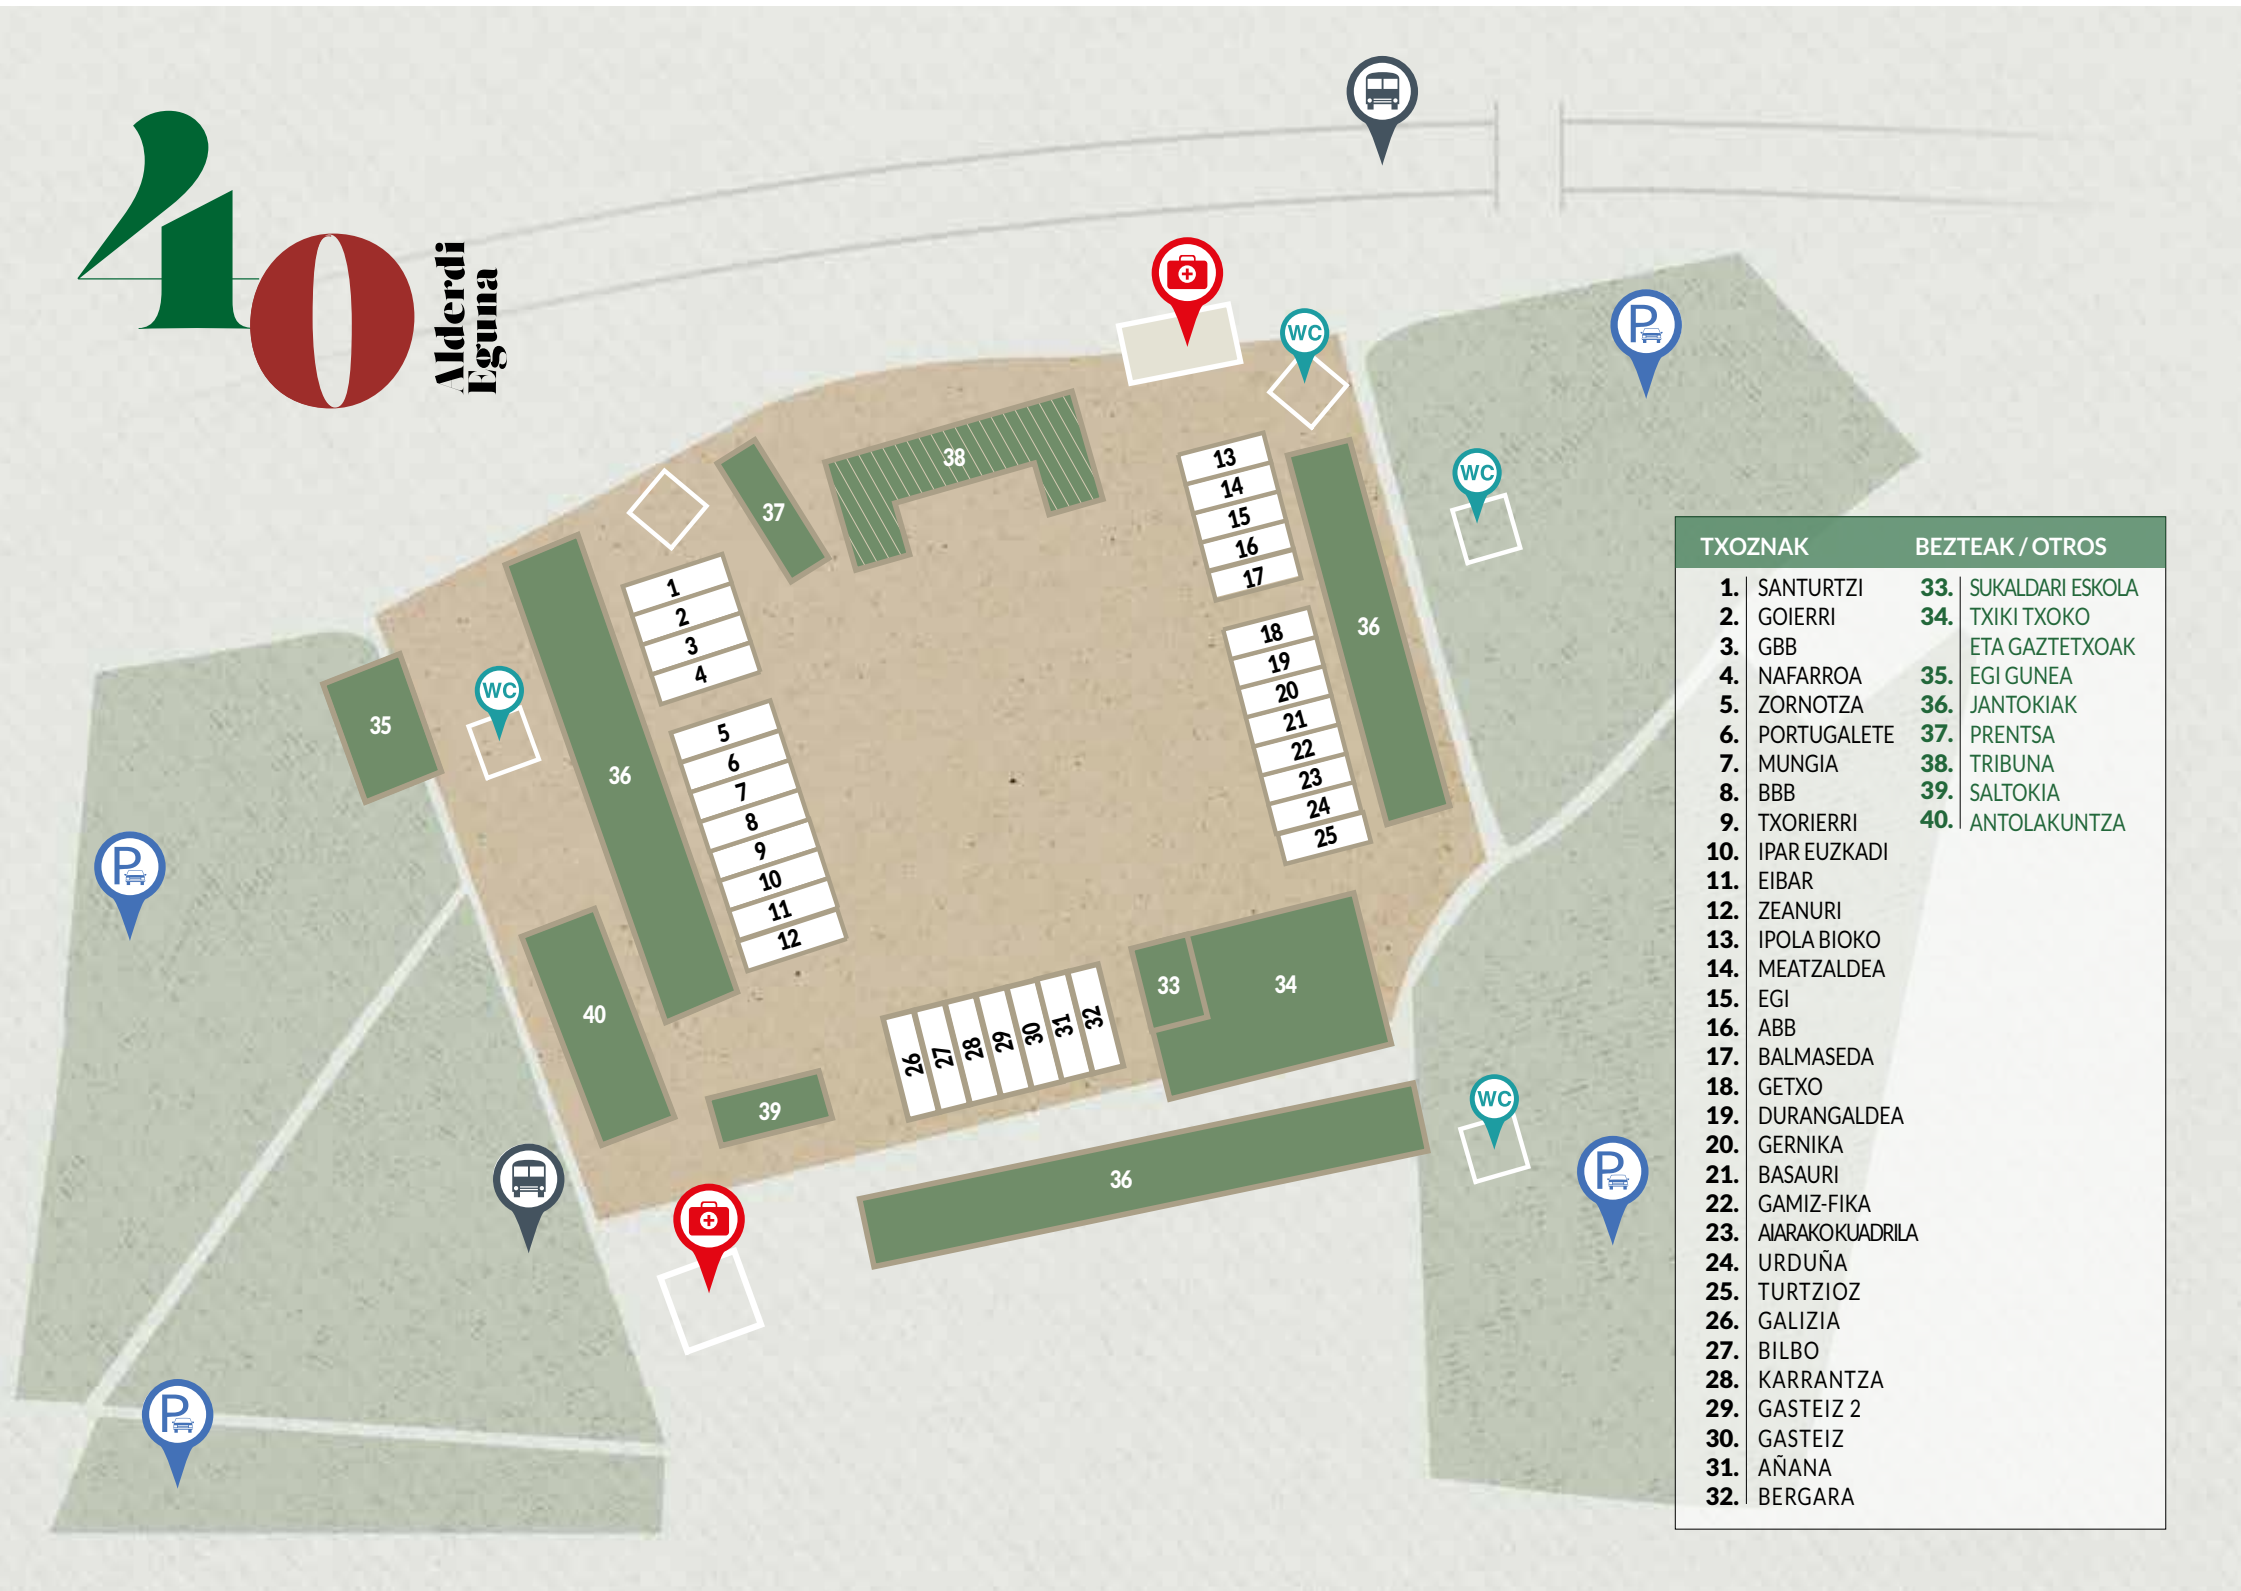 40
Alderdi
Eguna
WC
WC
WC
WC
P
P
P
P
38
37
36
35
36
40
39
36
33
34
1
2
3
4
5
6
7
8
9
10
11
12
13
14
15
16
17
18
19
20
21
22
23
24
25
26
27
28
29
30
31
32
TXOZNAK
1. SANTURTZI
2. GOIERRI
3. GBB
4. NAFARROA
5. ZORNOTZA
6. PORTUGALETE
7. MUNGIA
8. BBB
9. TXORIERRI
10. IPAR EUZKADI
11. EIBAR
12. ZEANURI
13. IPOLA BIOKO
14. MEATZALDEA
15. EGI
16. ABB
17. BALMASEDA
18. GETXO
19. DURANGALDEA
20. GERNIKA
21. BASAURI
22. GAMIZ-FIKA
23. AIARAKO KUADRILA
24. URDUÑA
25. TURTZIOZ
26. GALIZIA
27. BILBO
28. KARRANTZA
29. GASTEIZ 2
30. GASTEIZ
31. AÑANA
32. BERGARA
BEZTEAK / OTROS
33. SUKALDARI ESKOLA
34. TXIKI TXOKO
ETA GAZTETXOAK
35. EGI GUNEA
36. JANTOKIAK
37. PRENTSA
38. TRIBUNA
39. SALTOKIA
40. ANTOLAKUNTZA